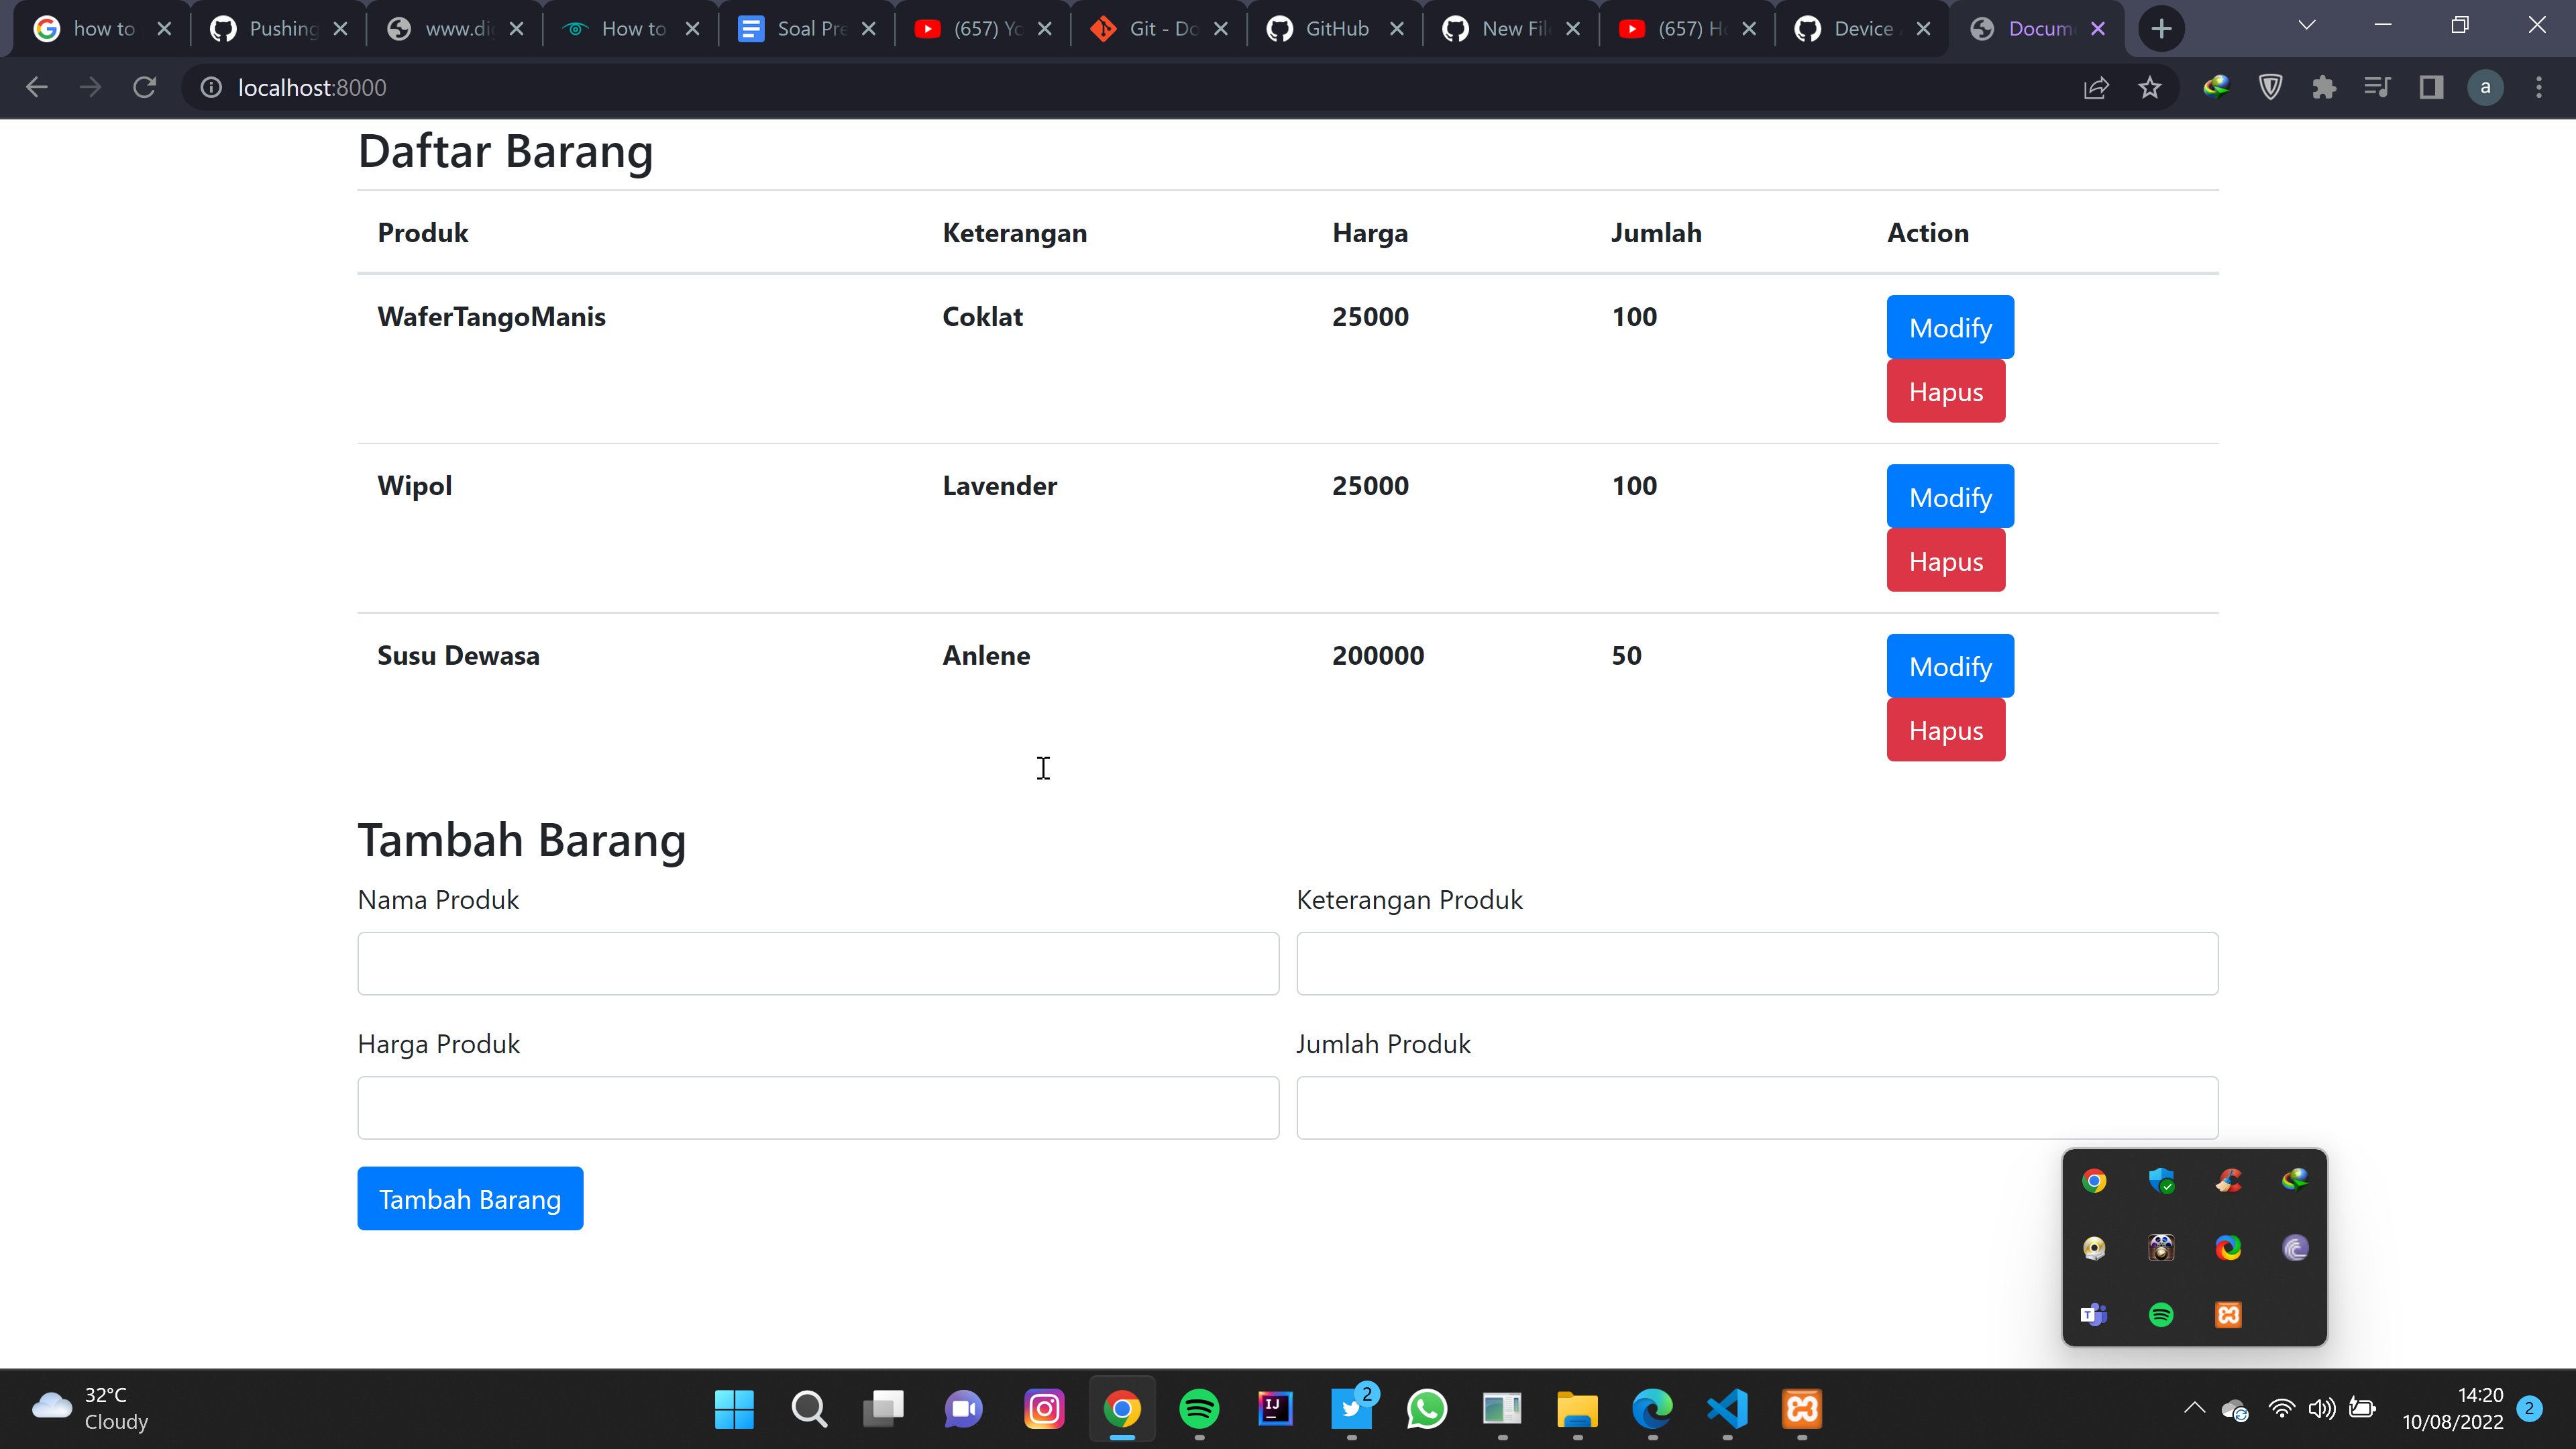 how to
Pushing
www.di
How to
Soal Pre
(657) Yo
Git - Do
GitHub
New Fil
(657) H
Device
Docum
localhost:8000
a
Daftar Barang
Produk Keterangan Harga Jumlah Action
WaferTangoManis Coklat 25000 100 Modify
Hapus
Wipol Lavender 25000 100 Modify
Hapus
Susu Dewasa Anlene 200000 50 Modify
Hapus
Tambah Barang
Nama Produk Keterangan Produk
Harga Produk Jumlah Produk
Tambah Barang
32°C
Cloudy
IJ
2
14:20
10/08/2022
2